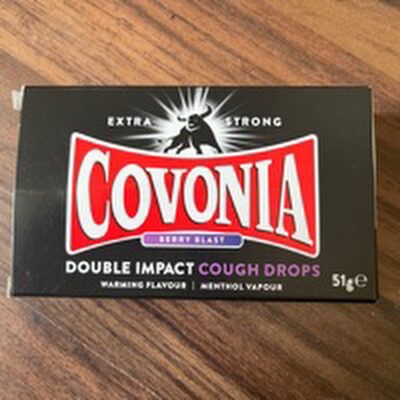 EXTRA STRONG
COVONIA
BERRY BLAST
DOUBLE IMPACT COUGH DROPS
WARMING FLAVOUR | MENTHOL VAPOUR
51g℮